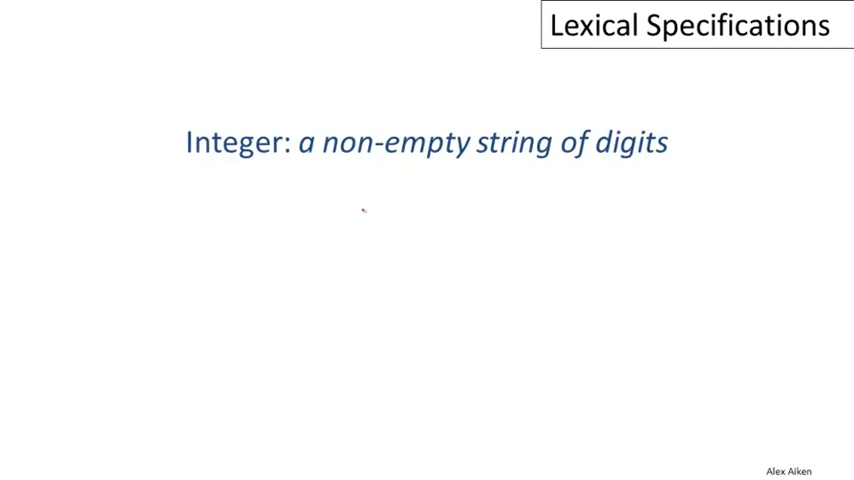 Lexical Specifications
Integer: a non-empty string of digits
Alex Aiken